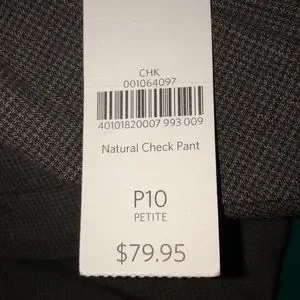 CHK
001064097
40101820007 993 009
Natural Check Pant
P10
PETITE
$79.95